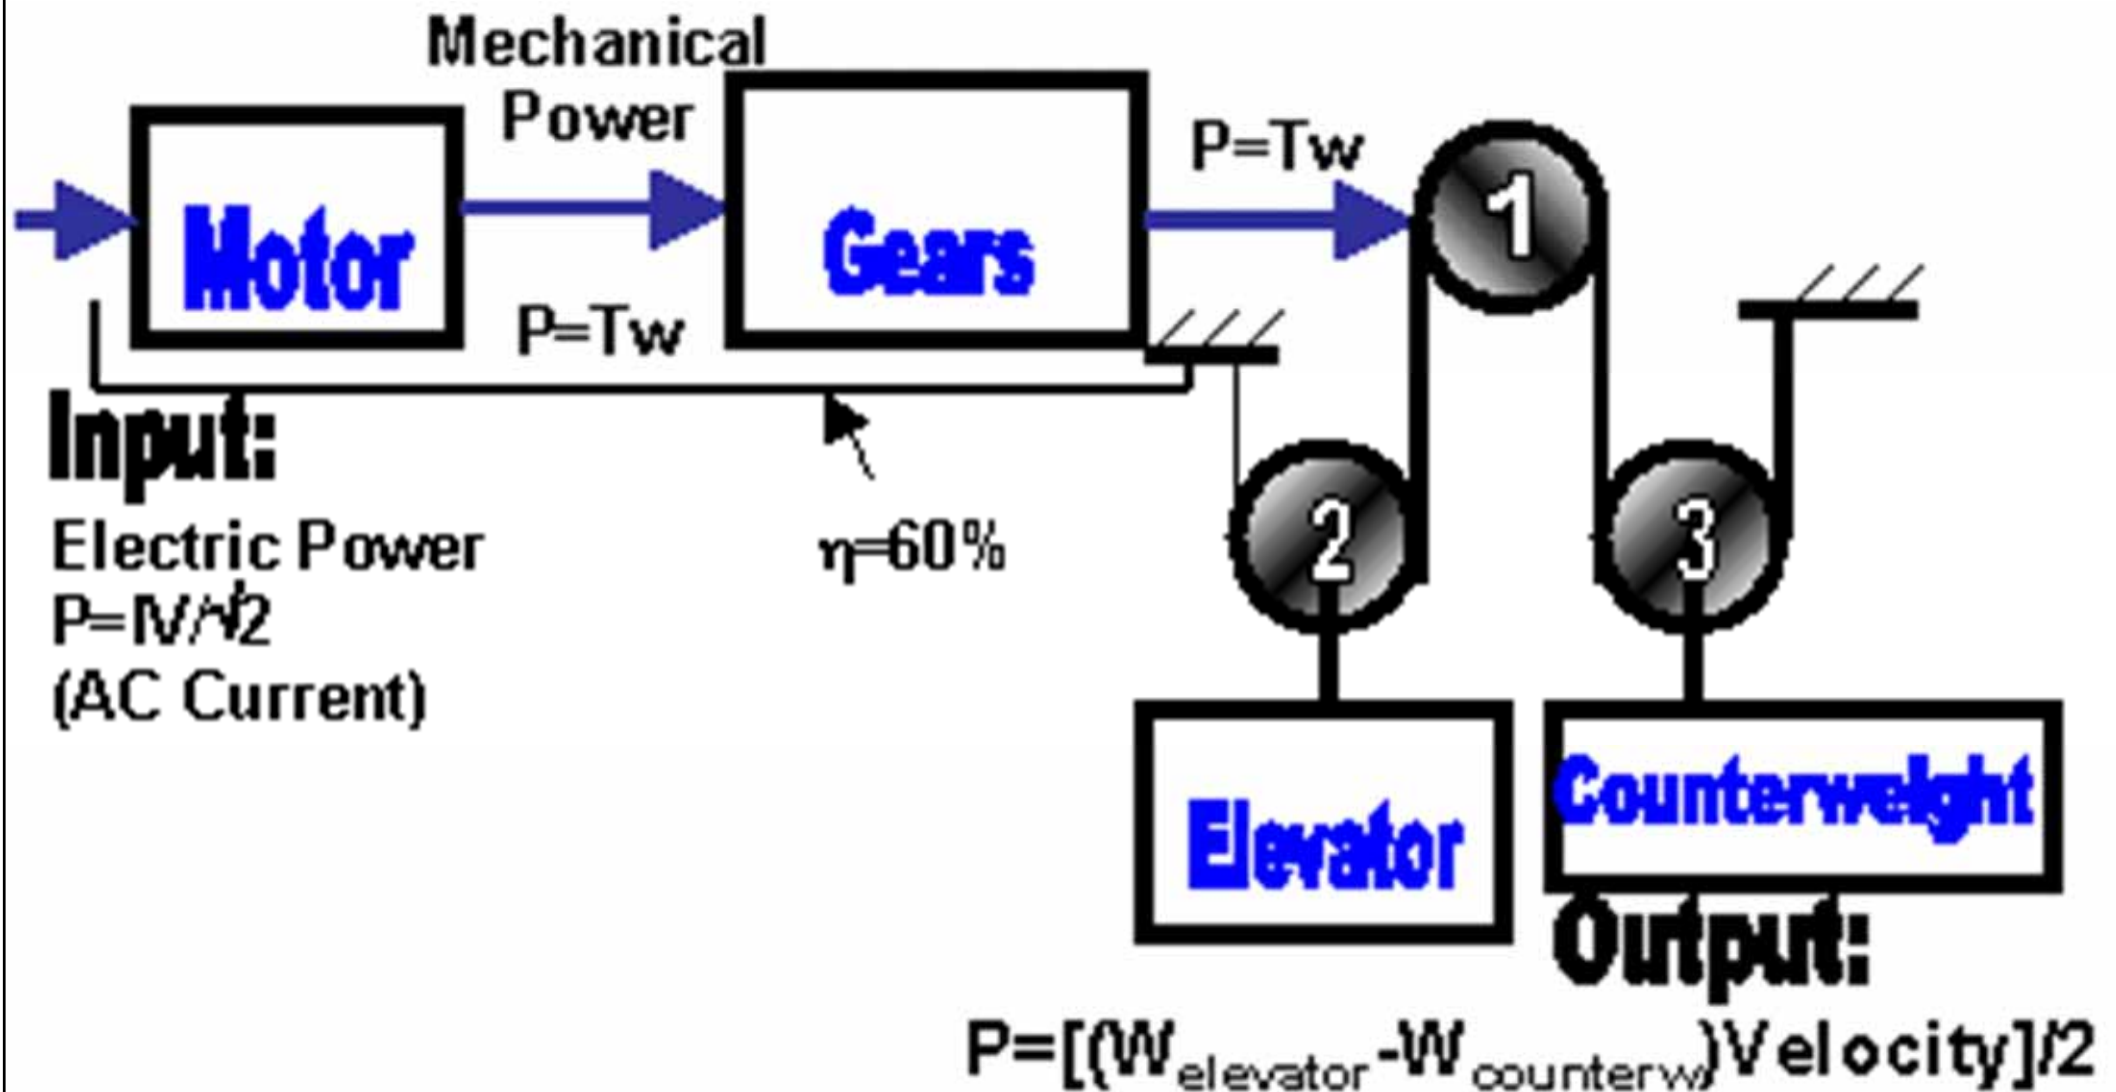 Mechanical
Power
P=Tw
1
Motor
Gears
P=Tw
Input:
Electric Power
P=IV/√2
(AC Current)
η=60%
2
3
Elevator
Counterweight
Output:
P=[(Welevator-Wcounterw)Velocity]/2